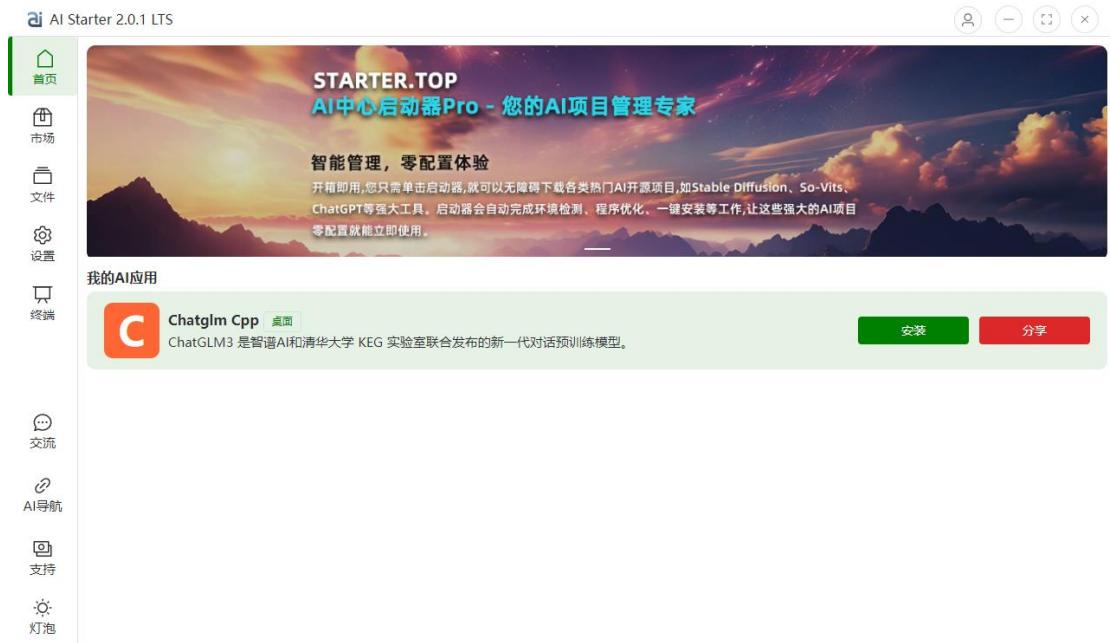 ai AI Starter 2.0.1 LTS
首页
市场
文件
设置
终端
交流
AI导航
支持
灯泡
STARTER.TOP
AI中心启动器Pro - 您的AI项目管理专家
智能管理，零配置体验
开箱即用,您只需单击启动器,就可以无障碍下载各类热门AI开源项目,如Stable Diffusion、So-Vits、
ChatGPT等强大工具。启动器会自动完成环境检测、程序优化、一键安装等工作,让这些强大的AI项目
零配置就能立即使用。
我的AI应用
C
Chatglm Cpp 桌面
ChatGLM3 是智谱AI和清华大学 KEG 实验室联合发布的新一代对话预训练模型。
安装 分享